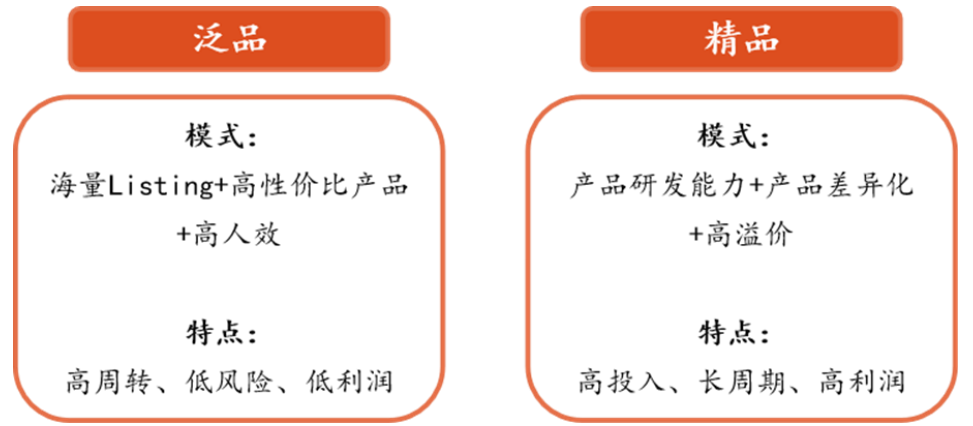 泛品
模式：
海量Listing+高性价比产品
+高人效
特点：
高周转、低风险、低利润
精品
模式：
产品研发能力+产品差异化
+高溢价
特点：
高投入、长周期、高利润